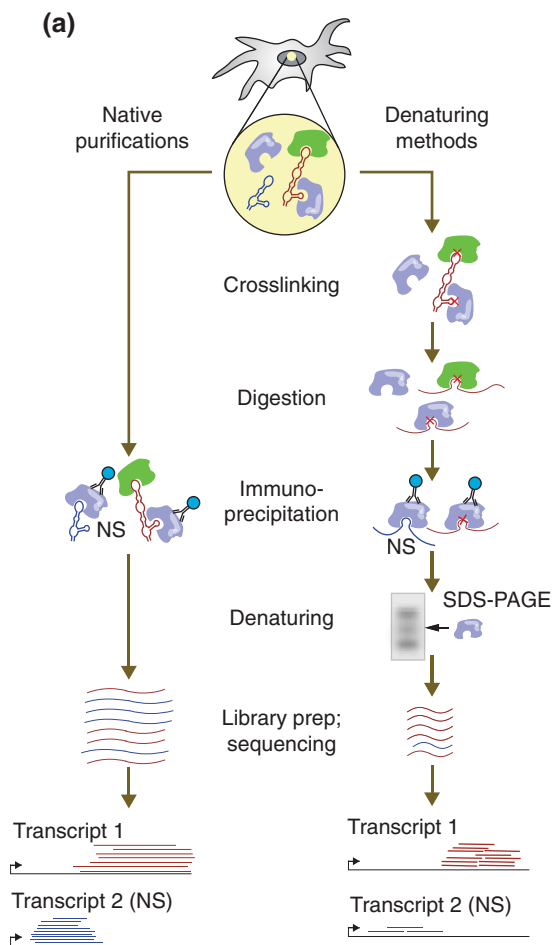 (a)
Native
purifications
Denaturing
methods
Crosslinking
Digestion
Immuno-
precipitation
NS
NS
Denaturing
SDS-PAGE
Library prep;
sequencing
Transcript 1
Transcript 2 (NS)
Transcript 1
Transcript 2 (NS)